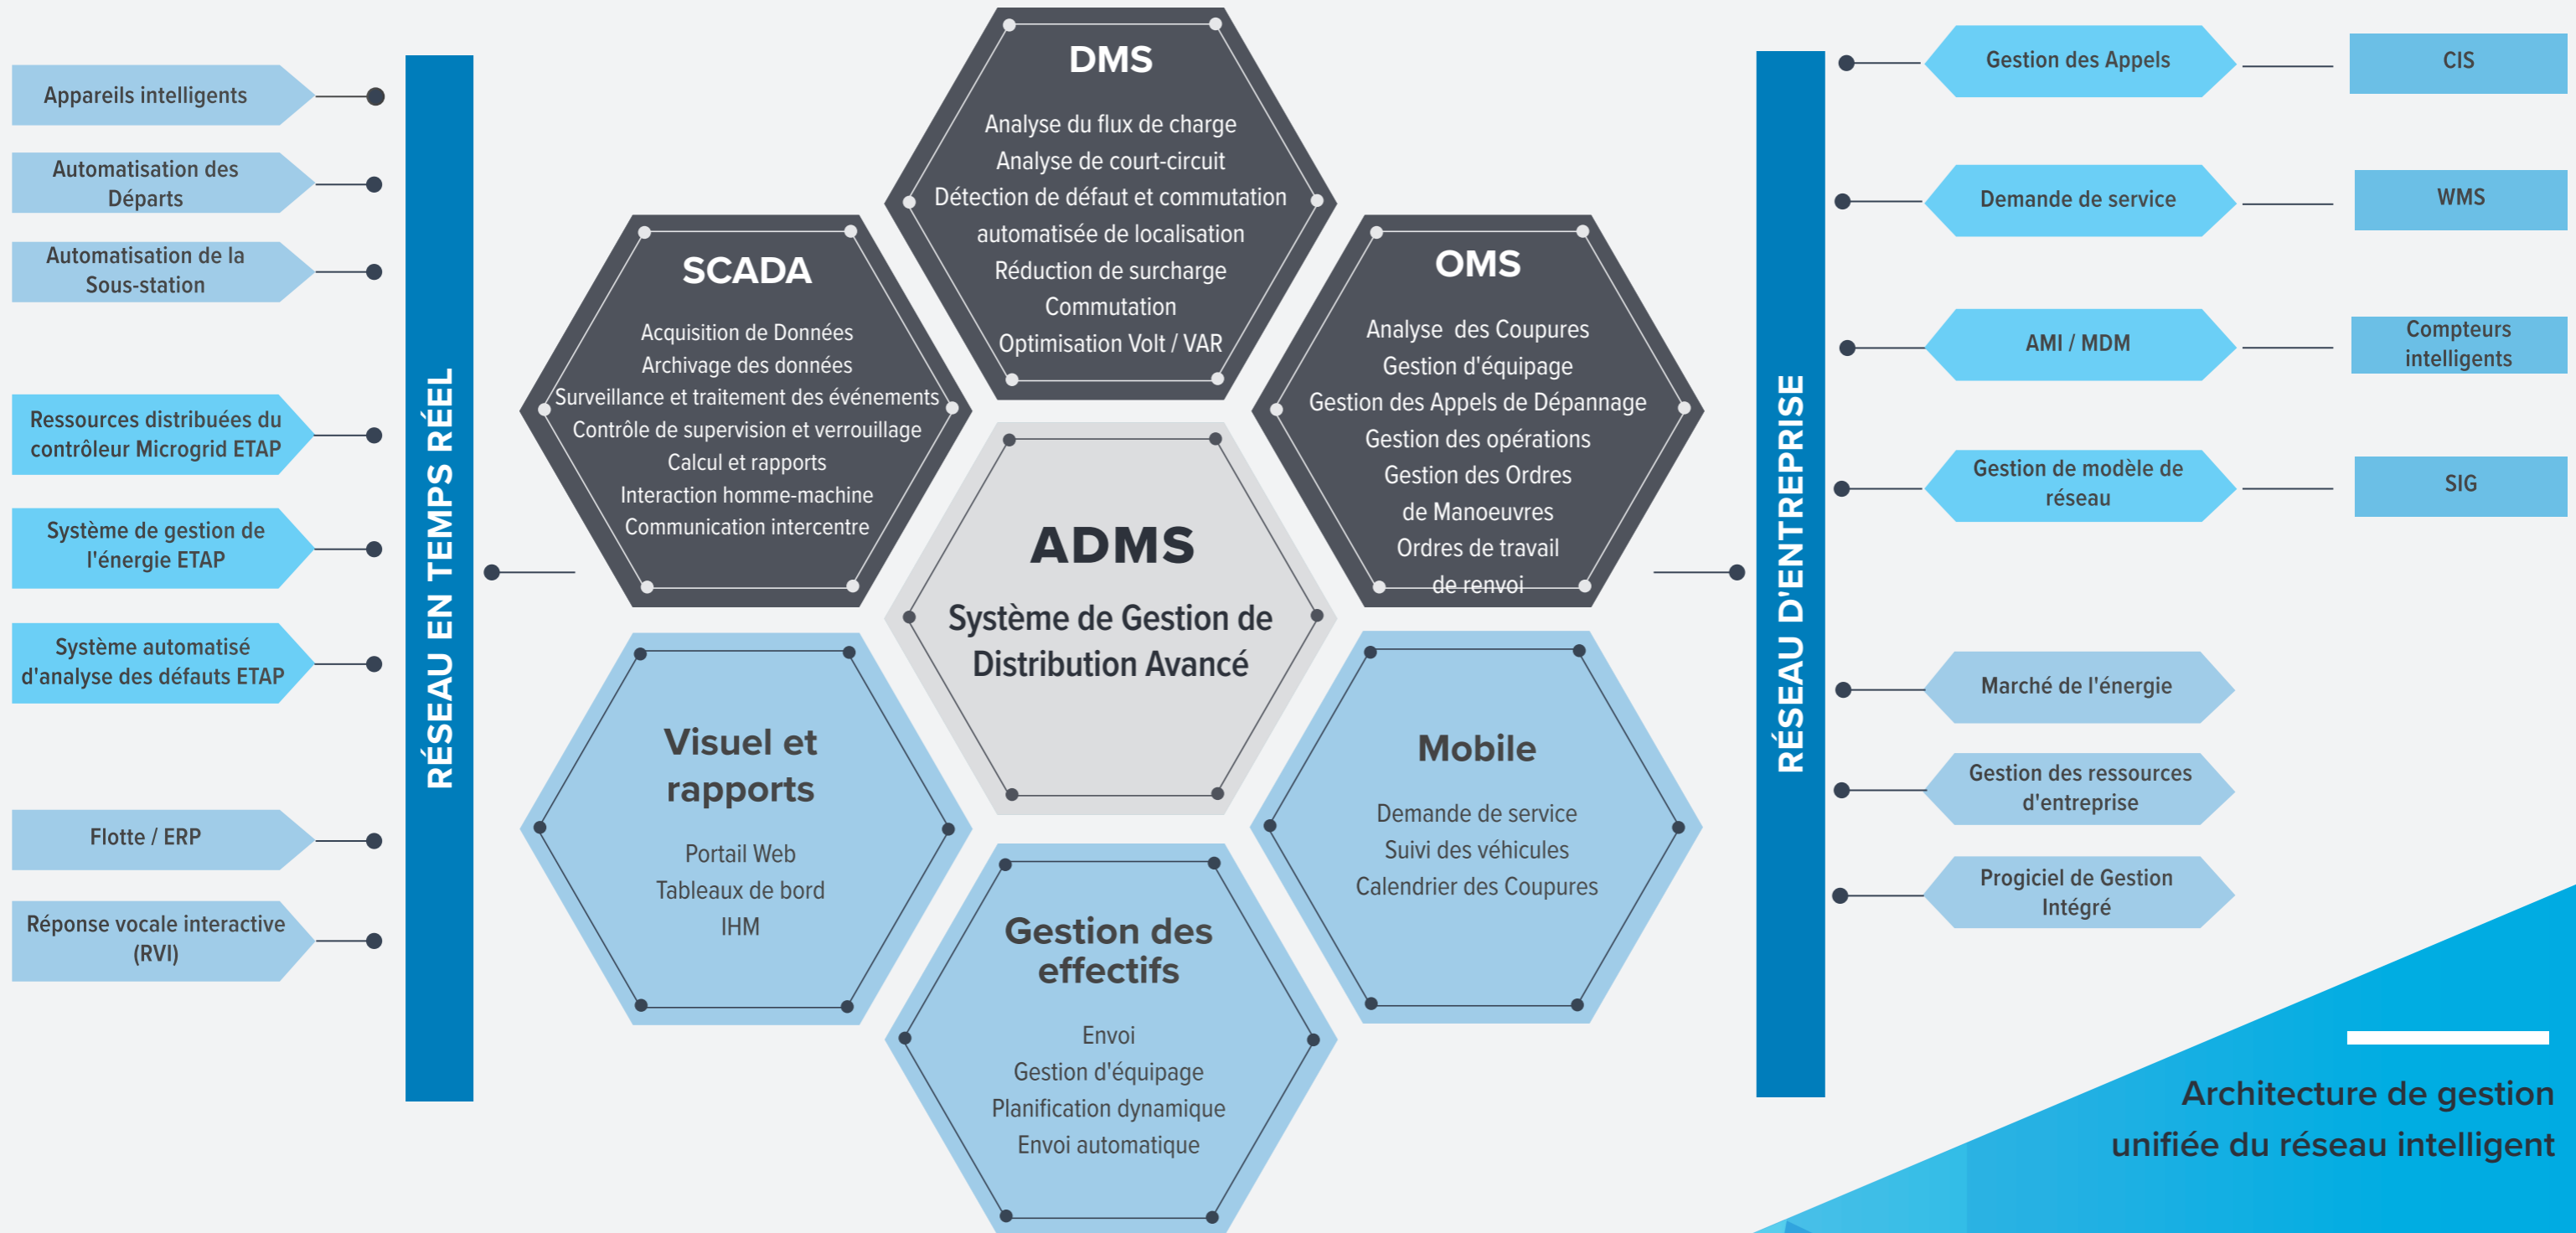 Appareils intelligents
Automatisation des
Départs
Automatisation de la
Sous-station
Ressources distribuées du
contrôleur Microgrid ETAP
Système de gestion de
l'énergie ETAP
Système automatisé
d'analyse des défauts ETAP
Flotte / ERP
Réponse vocale interactive
(RVI)
RÉSEAU EN TEMPS RÉEL
SCADA
Acquisition de Données
Archivage des données
Surveillance et traitement des événements
Contrôle de supervision et verrouillage
Calcul et rapports
Interaction homme-machine
Communication intercentre
DMS
Analyse du flux de charge
Analyse de court-circuit
Détection de défaut et commutation
automatisée de localisation
Réduction de surcharge
Commutation
Optimisation Volt / VAR
OMS
Analyse des Coupures
Gestion d'équipage
Gestion des Appels de Dépannage
Gestion des opérations
Gestion des Ordres
de Manoeuvres
Ordres de travail
de renvoi
ADMS
Système de Gestion de
Distribution Avancé
Visuel et
rapports
Portail Web
Tableaux de bord
IHM
Gestion des
effectifs
Envoi
Gestion d'équipage
Planification dynamique
Envoi automatique
Mobile
Demande de service
Suivi des véhicules
Calendrier des Coupures
RÉSEAU D'ENTREPRISE
Gestion des Appels
CIS
Demande de service
WMS
AMI / MDM
Compteurs
intelligents
Gestion de modèle de
réseau
SIG
Marché de l'énergie
Gestion des ressources
d'entreprise
Progiciel de Gestion
Intégré
Architecture de gestion
unifiée du réseau intelligent